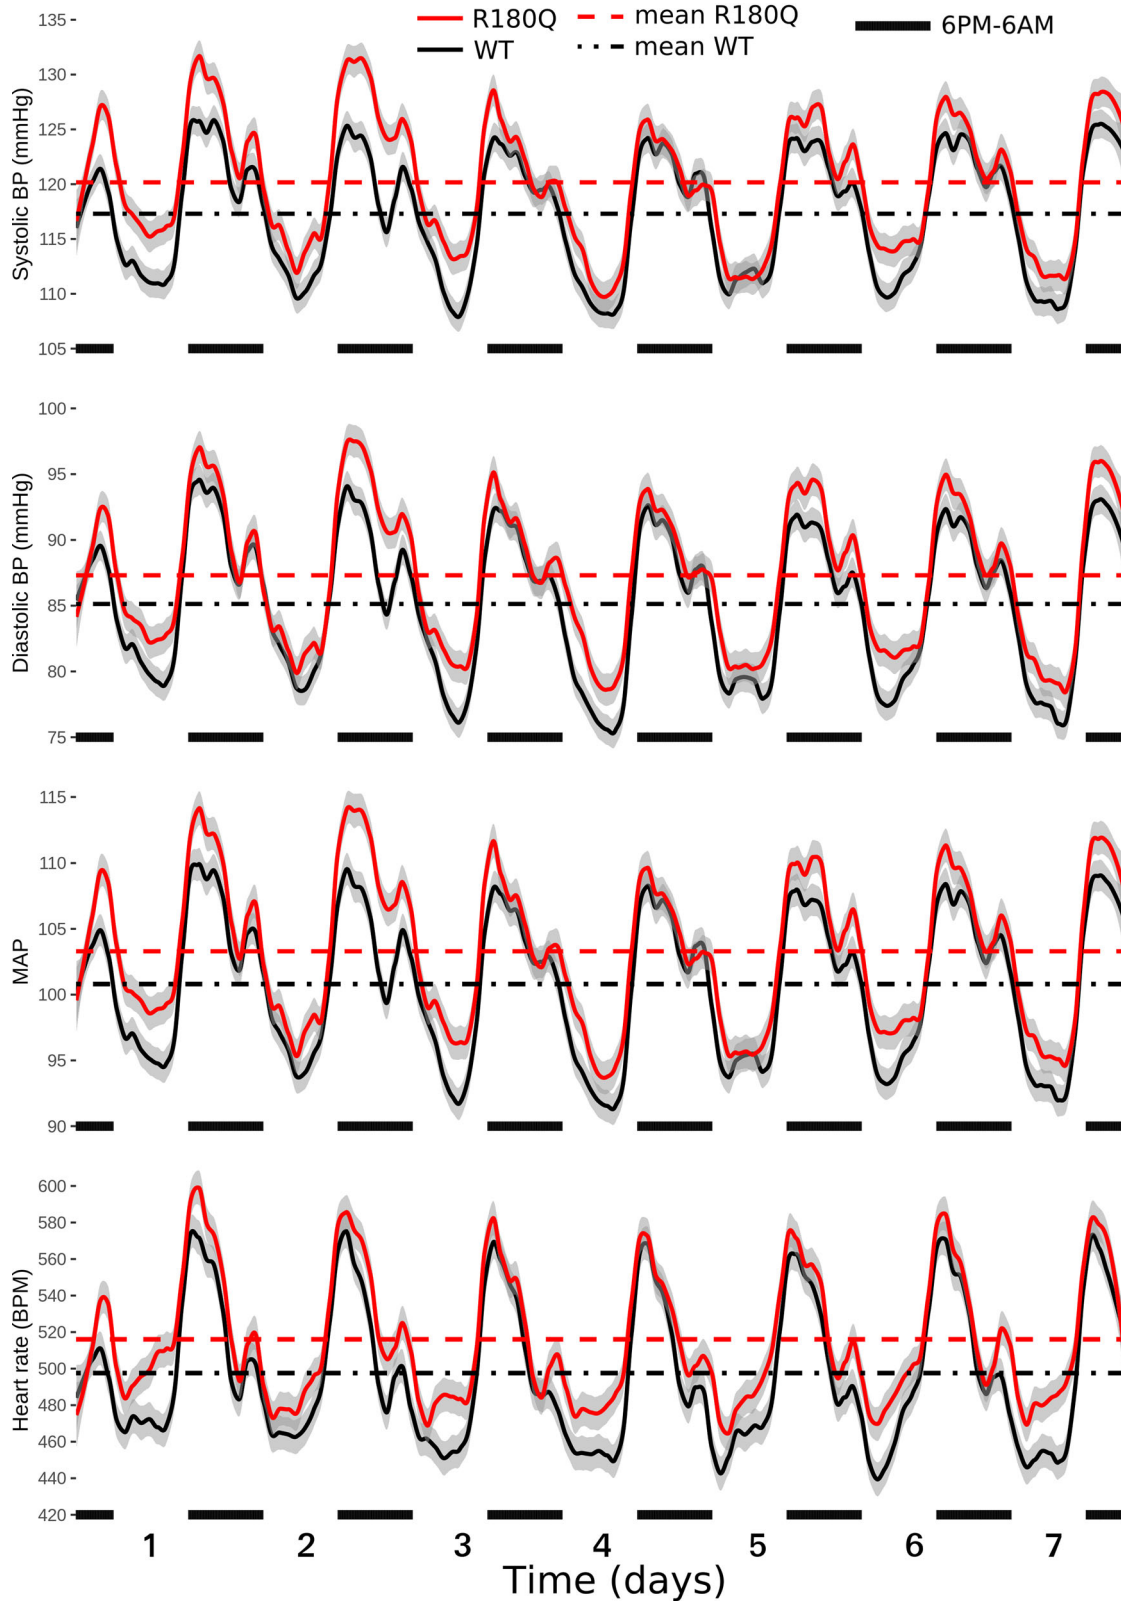 R180Q
WT
mean R180Q
mean WT
6PM-6AM
Systolic BP (mmHg)
135
130
125
120
115
110
105
Diastolic BP (mmHg)
100
95
90
85
80
75
MAP
115
110
105
100
95
90
Heart rate (BPM)
600
580
560
540
520
500
480
460
440
420
1 2 3 4 5 6 7
Time (days)